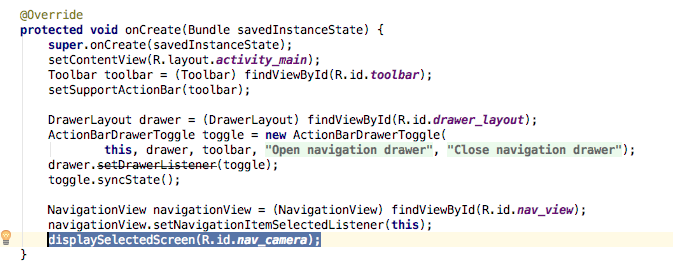 @Override
protected void onCreate(Bundle savedInstanceState) {
    super.onCreate(savedInstanceState);
    setContentView(R.layout.activity_main);
    Toolbar toolbar = (Toolbar) findViewById(R.id.toolbar);
    setSupportActionBar(toolbar);

    DrawerLayout drawer = (DrawerLayout) findViewById(R.id.drawer_layout);
    ActionBarDrawerToggle toggle = new ActionBarDrawerToggle(
            this, drawer, toolbar, "Open navigation drawer", "Close navigation drawer");
    drawer.setDrawerListener(toggle);
    toggle.syncState();

    NavigationView navigationView = (NavigationView) findViewById(R.id.nav_view);
    navigationView.setNavigationItemSelectedListener(this);
    displaySelectedScreen(R.id.nav_camera);
}